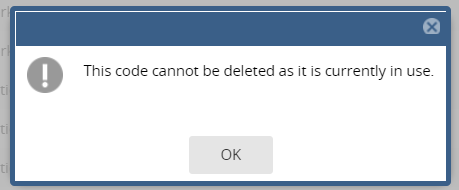 This code cannot be deleted as it is currently in use.
OK